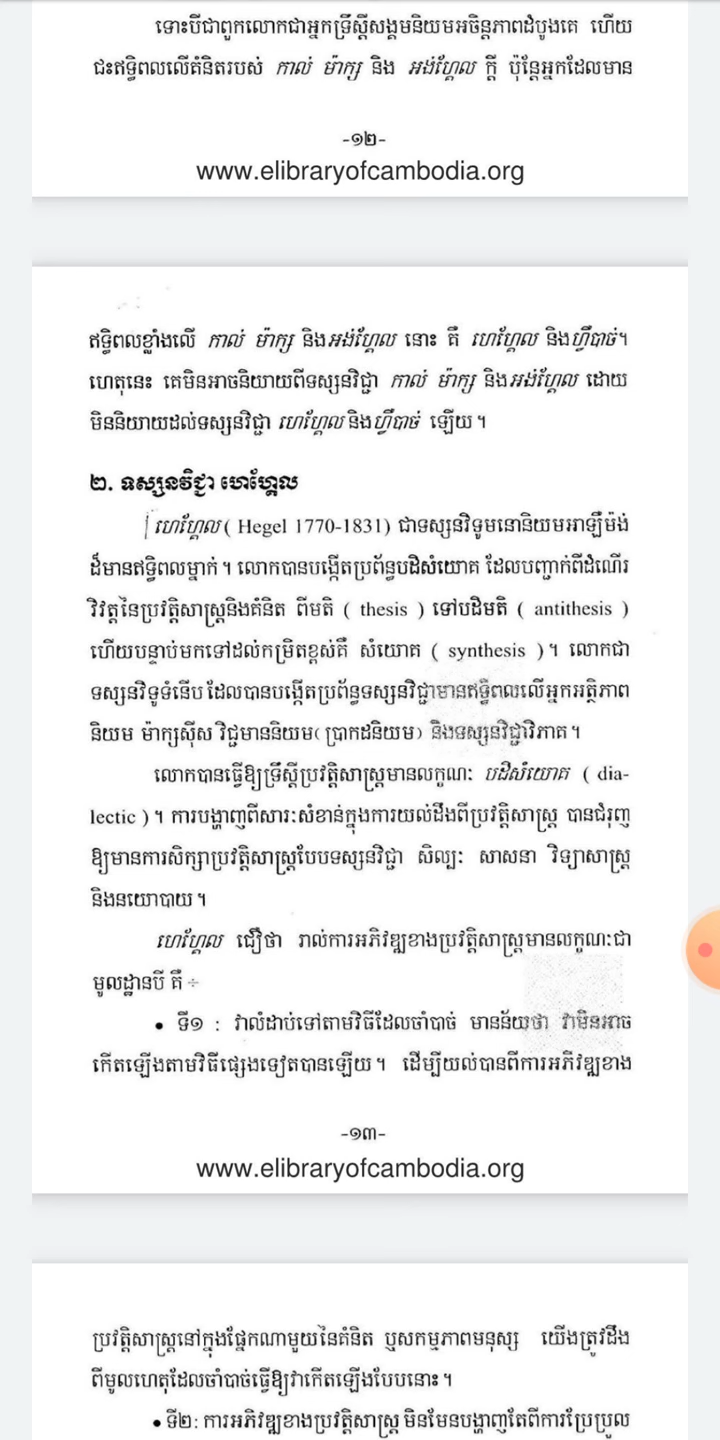 ទោះបីជាពួកលោកជាអ្នកទ្រឹស្តីសង្គមនិយមអចិន្តភាពដំបូងគេ ហើយ
ជះឥទ្ធិពលលើគំនិតរបស់ កាល់ ម៉ាក្ស និង អង់ហ្គែល ក្តី ប៉ុន្តែអ្នកដែលមាន
-១២-
www.elibraryofcambodia.org
ឥទ្ធិពលខ្លាំងលើ កាល់ ម៉ាក្ស និងអង់ហ្គែល នោះ គឺ ហេហ្គែល និងហ្វឺបាច់។
ហេតុនេះ គេមិនអាចនិយាយពីទស្សនវិជ្ជា កាល់ ម៉ាក្ស និងអង់ហ្គែល ដោយ
មិននិយាយដល់ទស្សនវិជ្ជា ហេហ្គែល និងហ្វឺបាច់ ឡើយ។
២. ទស្សនវិជ្ជា ហេហ្គែល
ហេហ្គែល ( Hegel 1770-1831) ជាទស្សនវិទូមនោនិយមអាឡឺម៉ង់
ដ៏មានឥទ្ធិពលម្នាក់។ លោកបានបង្កើតប្រព័ន្ធបដិសំយោគ ដែលបញ្ជាក់ពីដំណើរ
វិវត្តនៃប្រវត្តិសាស្ត្រនិងគំនិត ពីមតិ ( thesis ) ទៅបដិមតិ ( antithesis )
ហើយបន្ទាប់មកទៅដល់កម្រិតខ្ពស់គឺ សំយោគ ( synthesis )។ លោកជា
ទស្សនវិទូទំនើប ដែលបានបង្កើតប្រព័ន្ធទស្សនវិជ្ជាមានឥទ្ធិពលលើអ្នកអត្ថិភាព
និយម ម៉ាក្សស៊ីស វិជ្ជមាននិយម( ប្រាកដនិយម) និងទស្សនវិជ្ជាវិភាគ។
លោកបានធ្វើឱ្យទ្រឹស្តីប្រវត្តិសាស្ត្រមានលក្ខណៈ បដិសំយោគ ( dia-
lectic )។ ការបង្ហាញពីសារៈសំខាន់ក្នុងការយល់ដឹងពីប្រវត្តិសាស្ត្រ បានជំរុញ
ឱ្យមានការសិក្សាប្រវត្តិសាស្ត្របែបទស្សនវិជ្ជា សិល្បៈ សាសនា វិទ្យាសាស្ត្រ
និងនយោបាយ។
ហេហ្គែល ជឿថា រាល់ការអភិវឌ្ឍខាងប្រវត្តិសាស្ត្រមានលក្ខណៈជា
មូលដ្ឋានបី គឺ ÷
• ទី១ : វាលំដាប់ទៅតាមវិធីដែលចាំបាច់ មានន័យថា វាមិនអាច
កើតឡើងតាមវិធីផ្សេងទៀតបានឡើយ។ ដើម្បីយល់បានពីការអភិវឌ្ឍខាង
-១៣-
www.elibraryofcambodia.org
ប្រវត្តិសាស្ត្រនៅក្នុងផ្នែកណាមួយនៃគំនិត ឬសកម្មភាពមនុស្ស យើងត្រូវដឹង
ពីមូលហេតុដែលចាំបាច់ធ្វើឱ្យវាកើតឡើងបែបនោះ។
• ទី២: ការអភិវឌ្ឍខាងប្រវត្តិសាស្ត្រ មិនមែនបង្ហាញតែពីការប្រែប្រួល